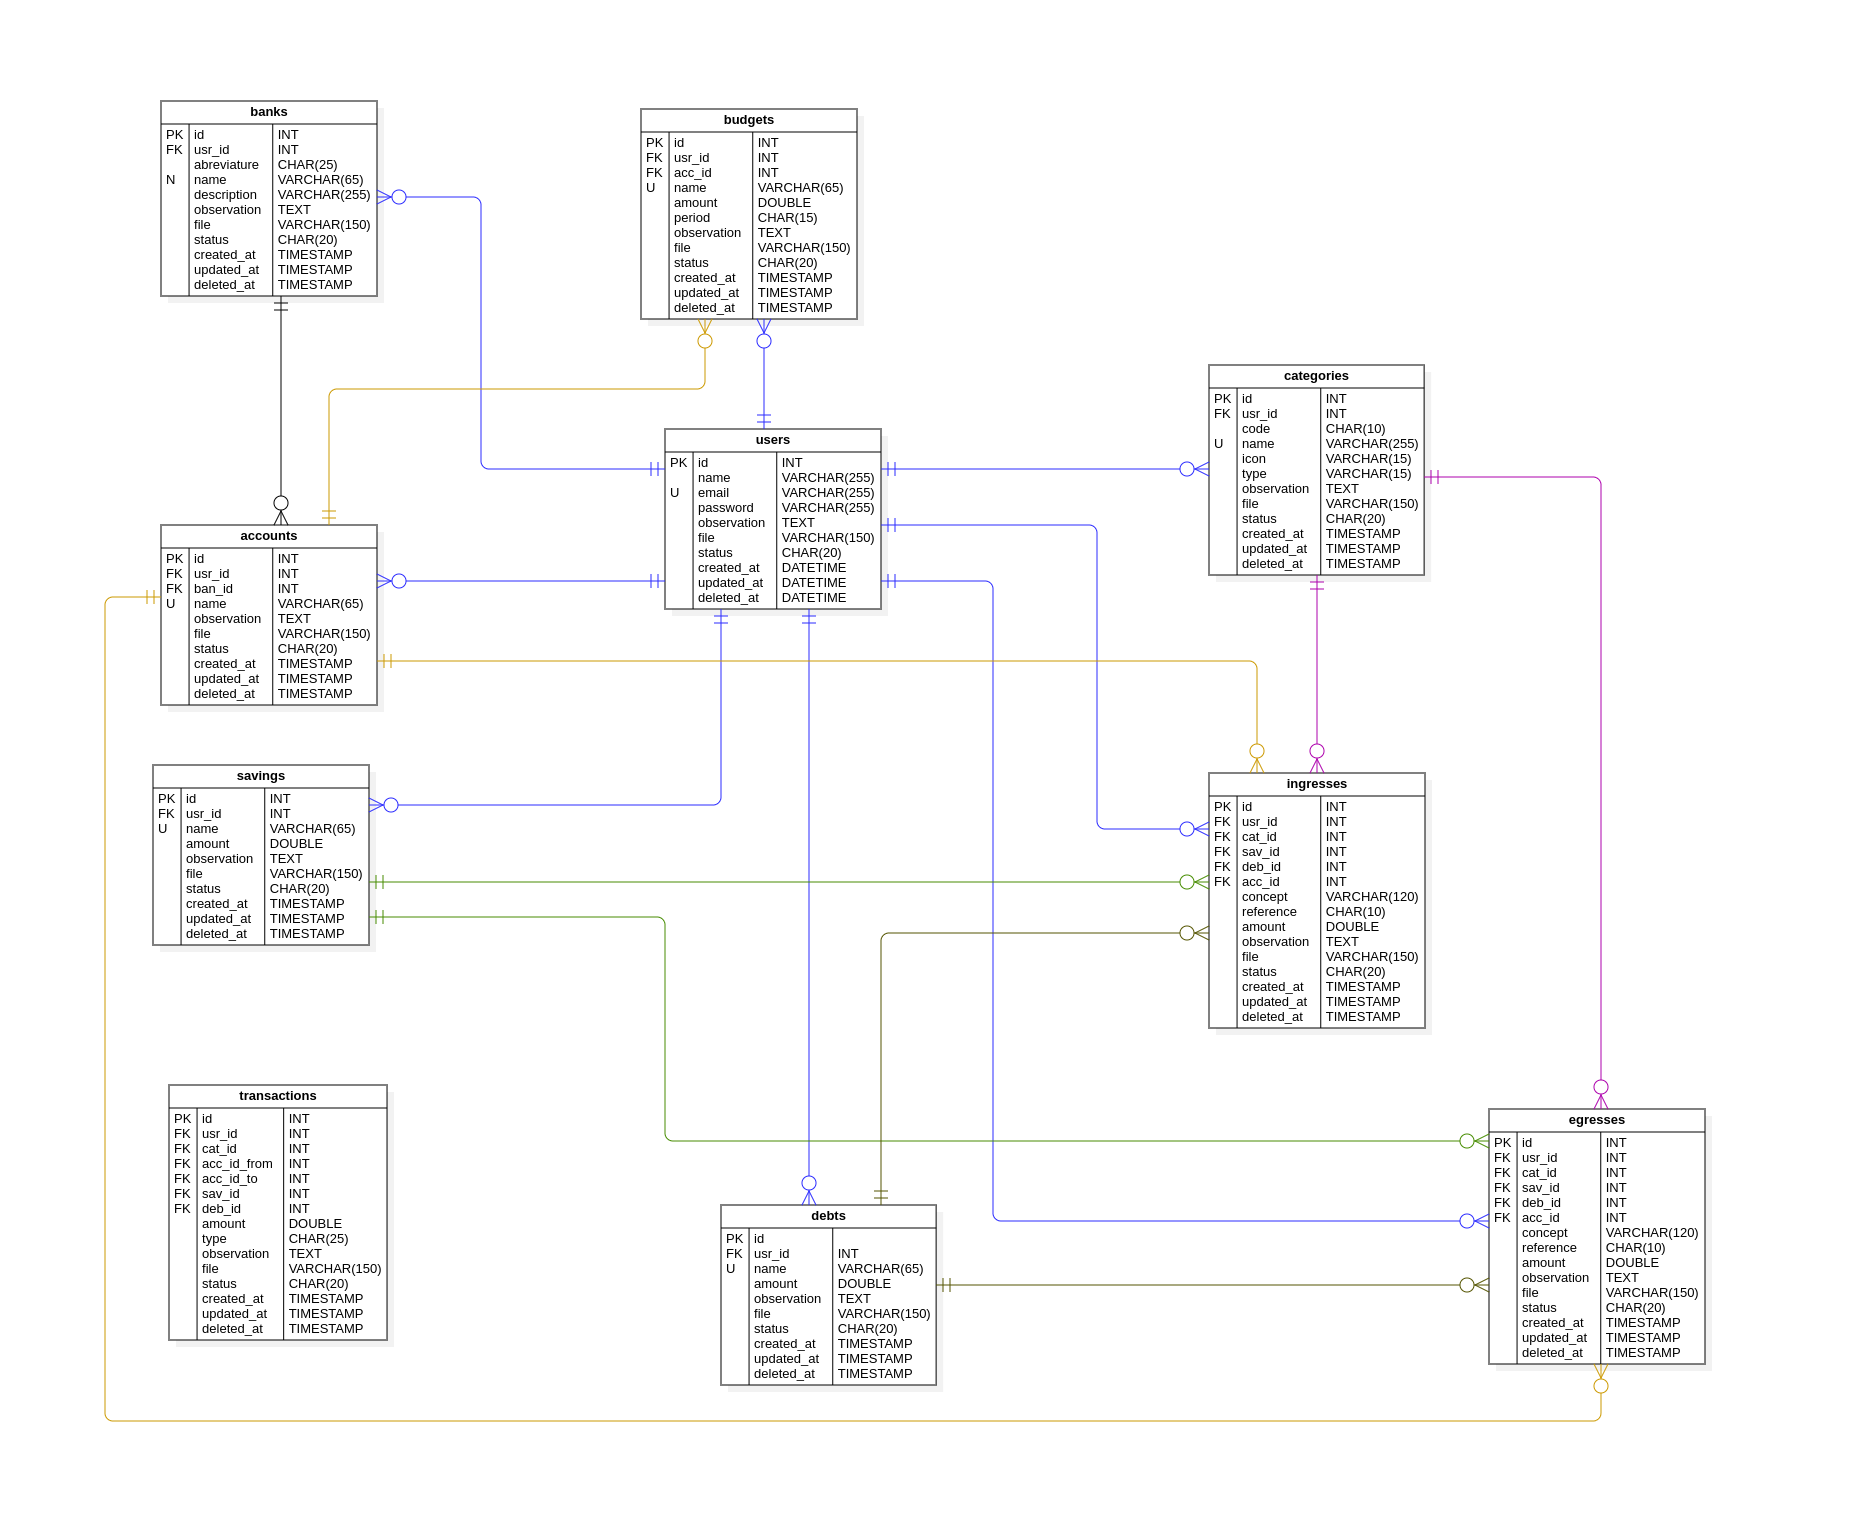 banks
PK id INT
FK usr_id INT
abreviature CHAR(25)
N name VARCHAR(65)
description VARCHAR(255)
observation TEXT
file VARCHAR(150)
status CHAR(20)
created_at TIMESTAMP
updated_at TIMESTAMP
deleted_at TIMESTAMP
budgets
PK id INT
FK usr_id INT
FK acc_id INT
U name VARCHAR(65)
amount DOUBLE
period CHAR(15)
observation TEXT
file VARCHAR(150)
status CHAR(20)
created_at TIMESTAMP
updated_at TIMESTAMP
deleted_at TIMESTAMP
categories
PK id INT
FK usr_id INT
code CHAR(10)
U name VARCHAR(255)
icon VARCHAR(15)
type VARCHAR(15)
observation TEXT
file VARCHAR(150)
status CHAR(20)
created_at TIMESTAMP
updated_at TIMESTAMP
deleted_at TIMESTAMP
users
PK id INT
name VARCHAR(255)
U email VARCHAR(255)
password VARCHAR(255)
observation TEXT
file VARCHAR(150)
status CHAR(20)
created_at DATETIME
updated_at DATETIME
deleted_at DATETIME
accounts
PK id INT
FK usr_id INT
FK ban_id INT
U name VARCHAR(65)
observation TEXT
file VARCHAR(150)
status CHAR(20)
created_at TIMESTAMP
updated_at TIMESTAMP
deleted_at TIMESTAMP
savings
PK id INT
FK usr_id INT
U name VARCHAR(65)
amount DOUBLE
observation TEXT
file VARCHAR(150)
status CHAR(20)
created_at TIMESTAMP
updated_at TIMESTAMP
deleted_at TIMESTAMP
ingresses
PK id INT
FK usr_id INT
FK cat_id INT
FK sav_id INT
FK deb_id INT
FK acc_id INT
concept VARCHAR(120)
reference CHAR(10)
amount DOUBLE
observation TEXT
file VARCHAR(150)
status CHAR(20)
created_at TIMESTAMP
updated_at TIMESTAMP
deleted_at TIMESTAMP
transactions
PK id INT
FK usr_id INT
FK cat_id INT
FK acc_id_from INT
FK acc_id_to INT
FK sav_id INT
FK deb_id INT
amount DOUBLE
type CHAR(25)
observation TEXT
file VARCHAR(150)
status CHAR(20)
created_at TIMESTAMP
updated_at TIMESTAMP
deleted_at TIMESTAMP
debts
PK id
FK usr_id INT
U name VARCHAR(65)
amount DOUBLE
observation TEXT
file VARCHAR(150)
status CHAR(20)
created_at TIMESTAMP
updated_at TIMESTAMP
deleted_at TIMESTAMP
egresses
PK id INT
FK usr_id INT
FK cat_id INT
FK sav_id INT
FK deb_id INT
FK acc_id INT
concept VARCHAR(120)
reference CHAR(10)
amount DOUBLE
observation TEXT
file VARCHAR(150)
status CHAR(20)
created_at TIMESTAMP
updated_at TIMESTAMP
deleted_at TIMESTAMP